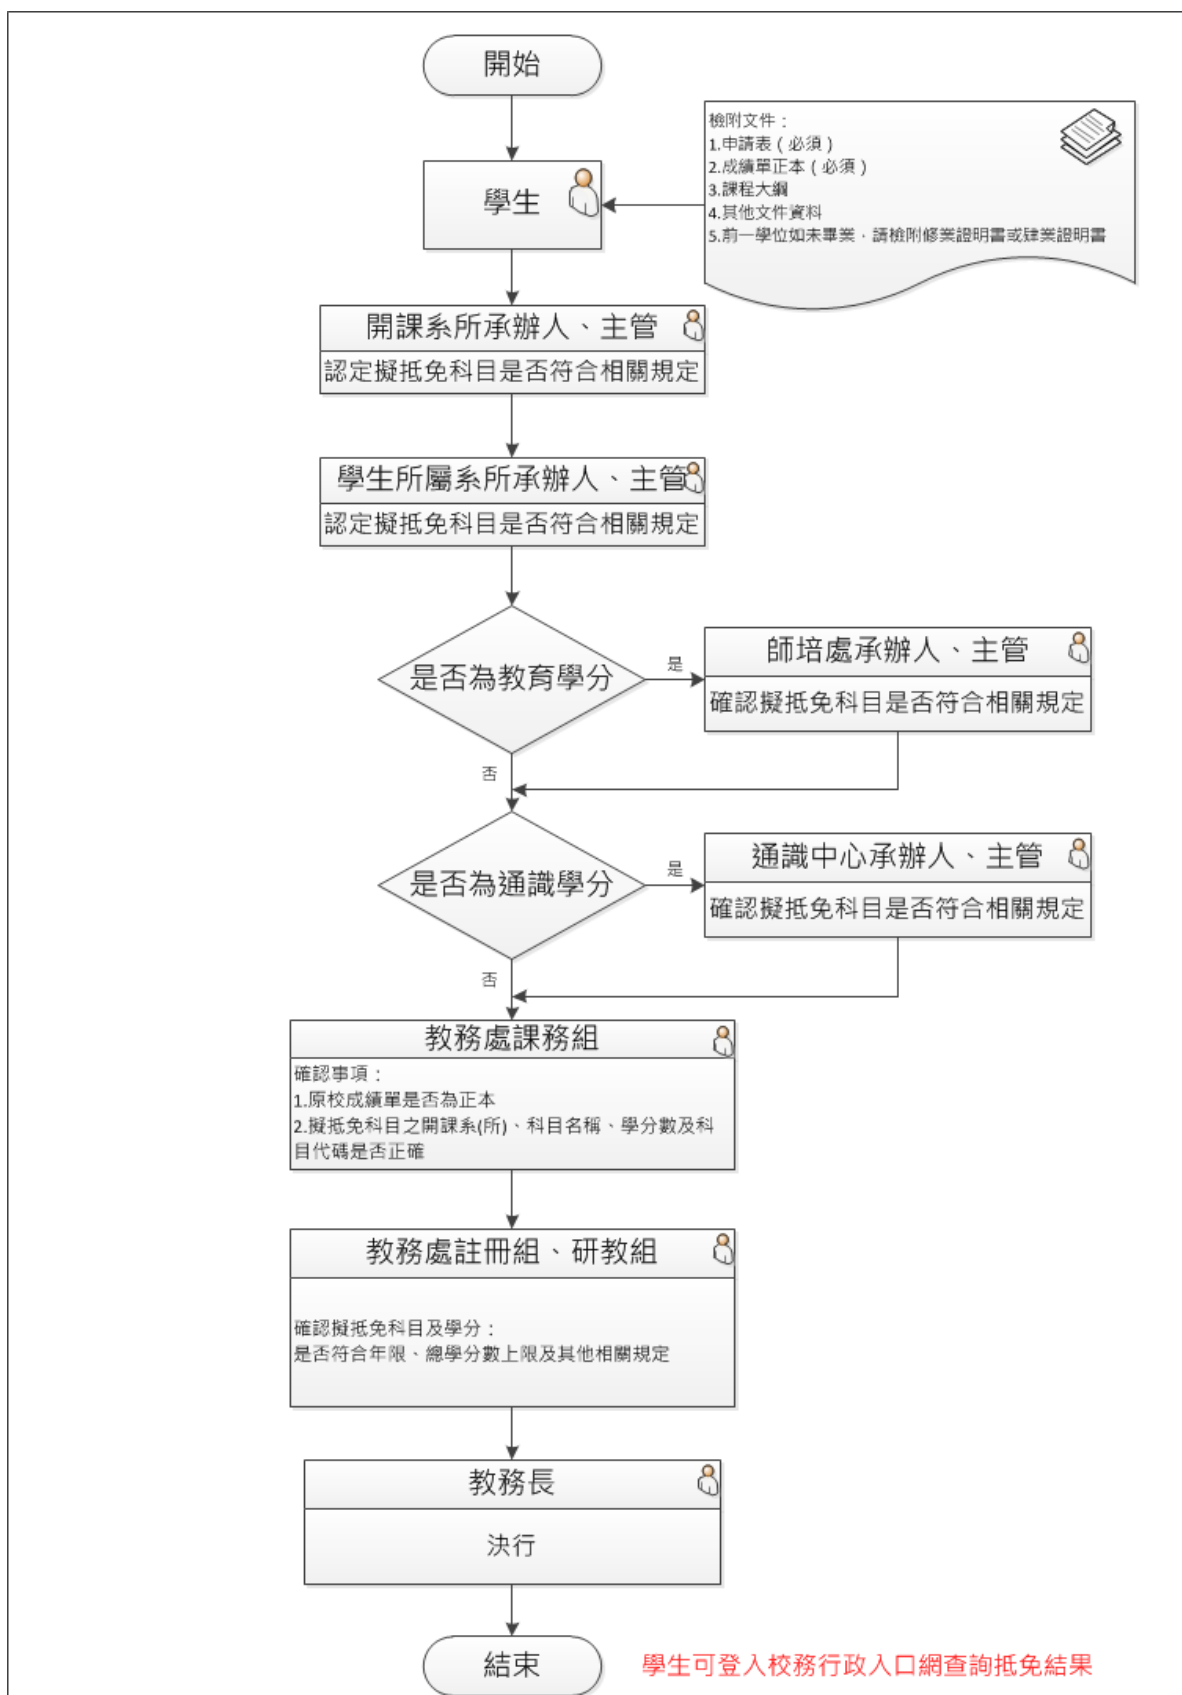 開始
檢附文件：
1.申請表（必須）
2.成績單正本（必須）
3.課程大綱
4.其他文件資料
5.前一學位如未畢業，請檢附修業證明書或肄業證明書
學生
開課系所承辦人、主管
認定擬抵免科目是否符合相關規定
學生所屬系所承辦人、主管
認定擬抵免科目是否符合相關規定
是否為教育學分
是
師培處承辦人、主管
確認擬抵免科目是否符合相關規定
否
是否為通識學分
是
通識中心承辦人、主管
確認擬抵免科目是否符合相關規定
否
教務處課務組
確認事項：
1.原校成績單是否為正本
2.擬抵免科目之開課系(所)、科目名稱、學分數及科
目代碼是否正確
教務處註冊組、研教組
確認擬抵免科目及學分：
是否符合年限、總學分數上限及其他相關規定
教務長
決行
結束
學生可登入校務行政入口網查詢抵免結果